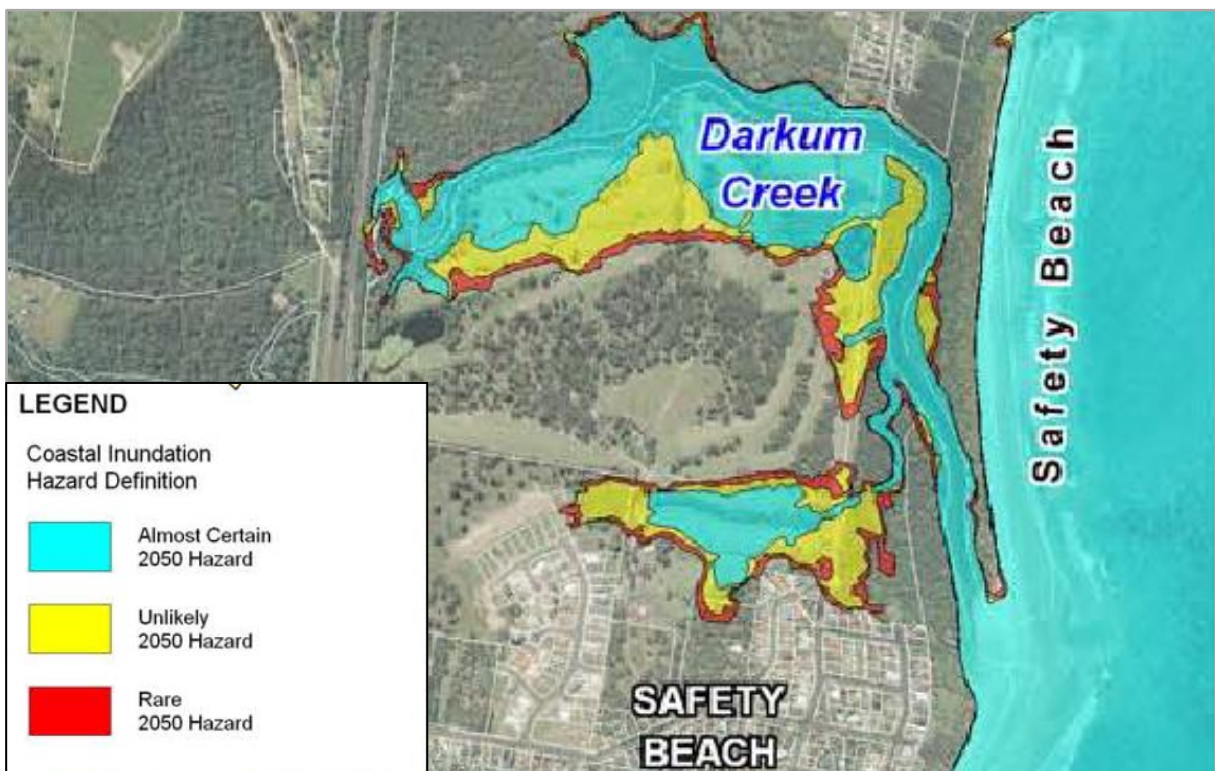 Darkum
Creek
Safety Beach
LEGEND
Coastal Inundation
Hazard Definition
Almost Certain
2050 Hazard
Unlikely
2050 Hazard
Rare
2050 Hazard
SAFETY
BEACH